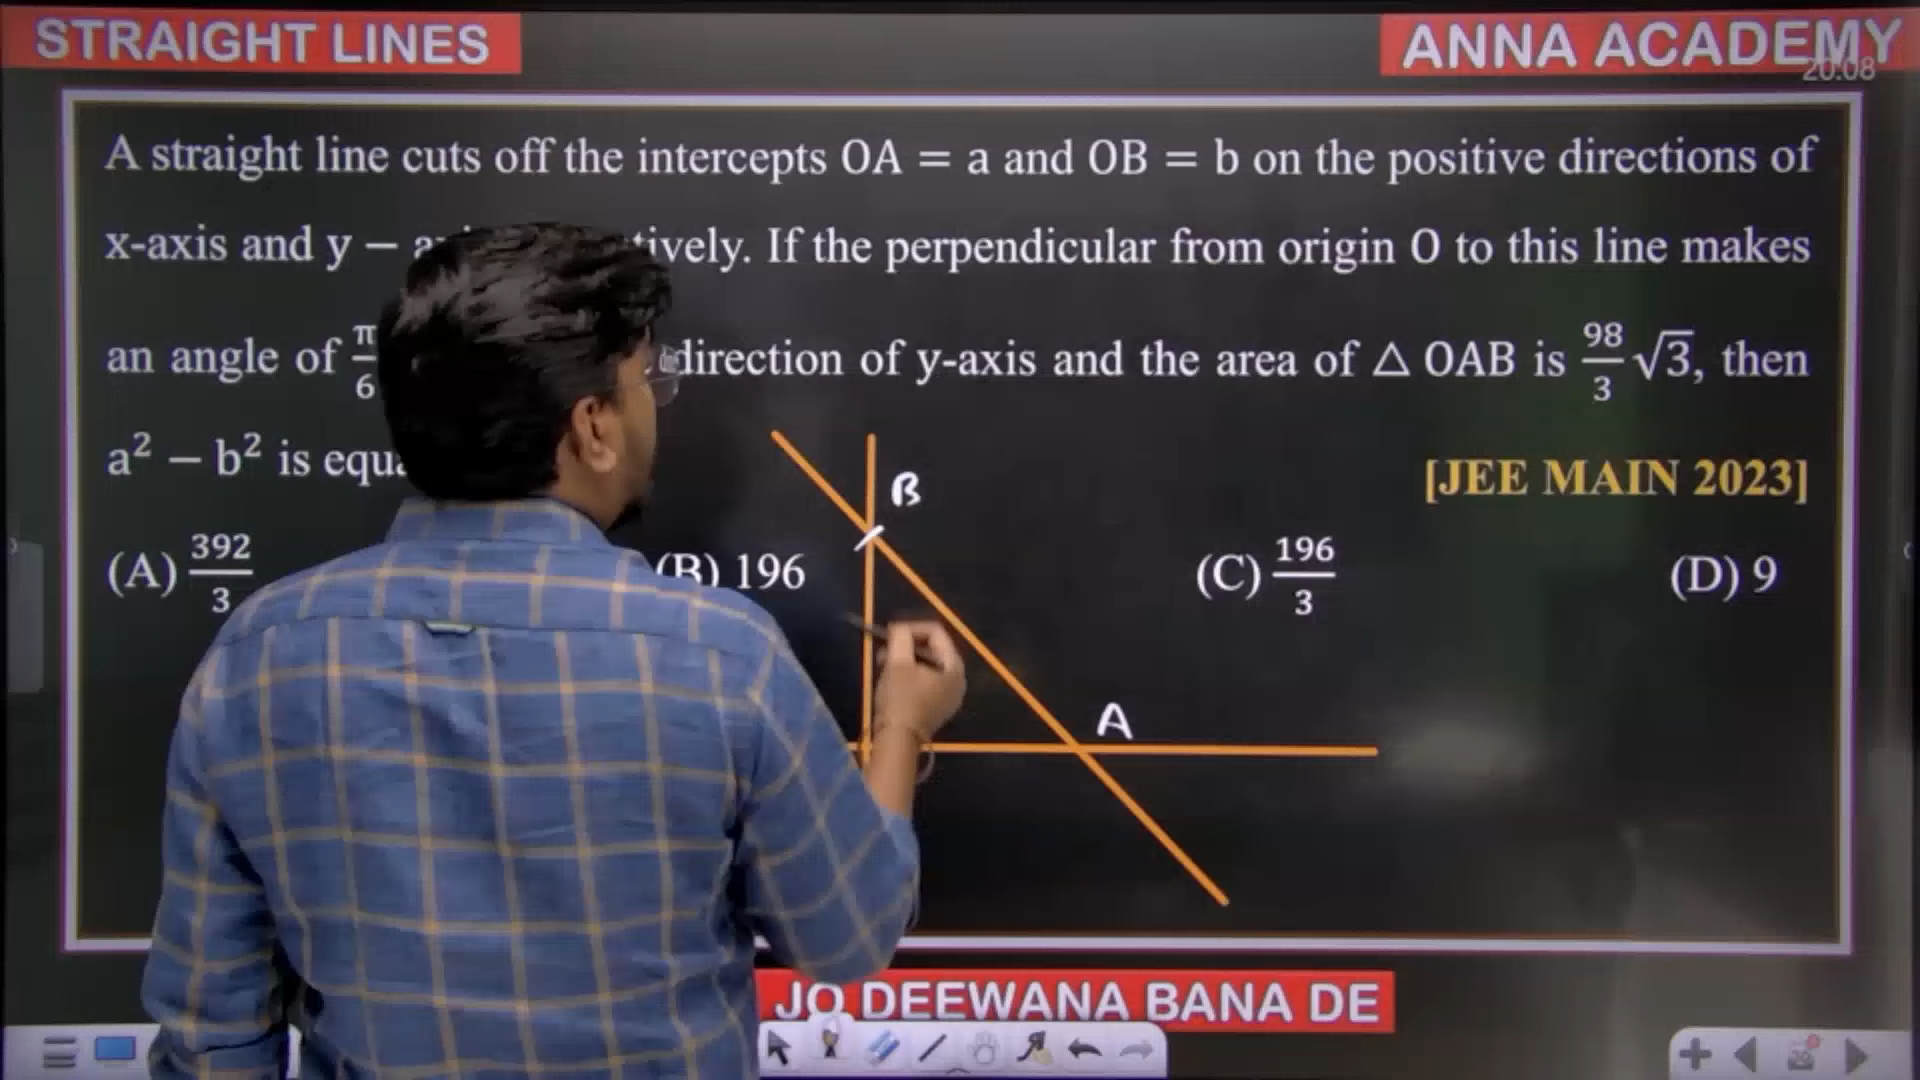 STRAIGHT LINES
ANNA ACADEMY
20:08
A straight line cuts off the intercepts OA = a and OB = b on the positive directions of
x-axis and y – tively. If the perpendicular from origin O to this line makes
an angle of π/6 direction of y-axis and the area of △ OAB is 98/3 √3, then
a² – b² is
[JEE MAIN 2023]
(A) 392/3 (B) 196 (C) 196/3 (D) 9
B
A
JO DEEWANA BANA DE